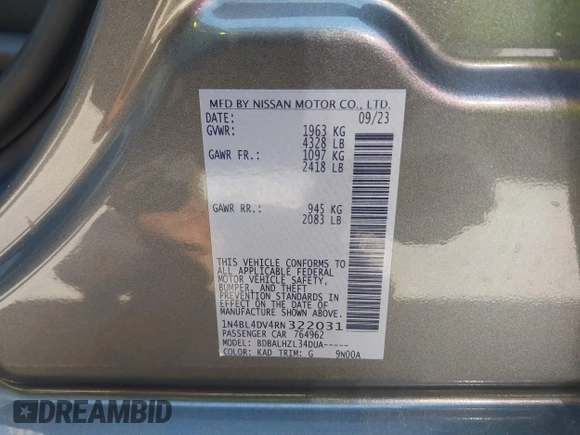 MFD BY NISSAN MOTOR CO., LTD.
DATE: 09/23
GVWR: 1963 KG
4328 LB
GAWR FR.: 1097 KG
2418 LB
GAWR RR.: 945 KG
2083 LB
THIS VEHICLE CONFORMS TO
ALL APPLICABLE FEDERAL
MOTOR VEHICLE SAFETY,
BUMPER, AND THEFT
PREVENTION STANDARDS IN
EFFECT ON THE DATE OF
MANUFACTURE SHOWN ABOVE.
1N4BL4DV4RN322031
PASSENGER CAR 764962
MODEL: BDBALHZL34DUA-----
COLOR: KAD TRIM: G 9N00A
DREAMBID